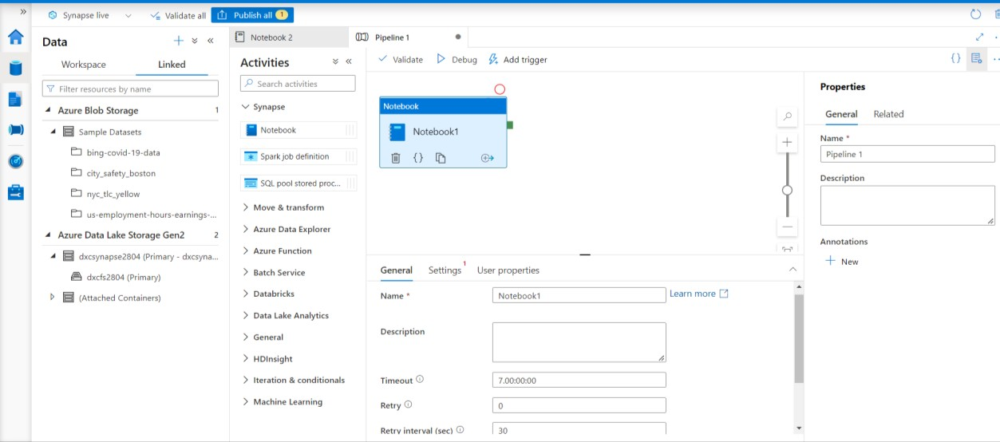 Synapse live
Validate all
Publish all 1
Data
Workspace
Linked
Filter resources by name
Azure Blob Storage 1
Sample Datasets
bing-covid-19-data
city_safety_boston
nyc_tlc_yellow
us-employment-hours-earnings-...
Azure Data Lake Storage Gen2 2
dxcsynapse2804 (Primary - dxcsyna...
dxcfs2804 (Primary)
(Attached Containers)
Notebook 2
Pipeline 1
Activities
Search activities
Synapse
Notebook
Spark job definition
SQL pool stored proc...
Move & transform
Azure Data Explorer
Azure Function
Batch Service
Databricks
Data Lake Analytics
General
HDInsight
Iteration & conditionals
Machine Learning
Validate
Debug
Add trigger
Notebook
Notebook1
General
Settings 1
User properties
Name *
Notebook1
Learn more
Description
Timeout
7.00:00:00
Retry
0
Retry interval (sec)
30
Properties
General
Related
Name *
Pipeline 1
Description
Annotations
New